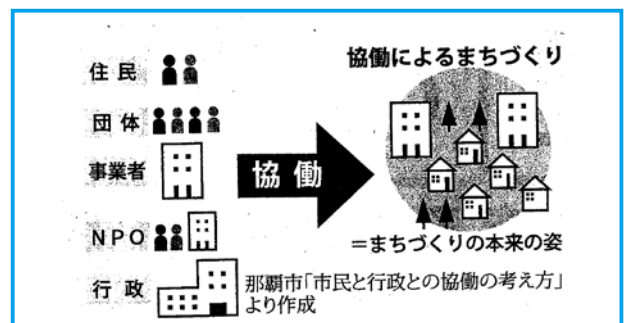 協働によるまちづくり
住民
団体
事業者
NPO
行政
協働
＝まちづくりの本来の姿
那覇市「市民と行政との協働の考え方」
より作成